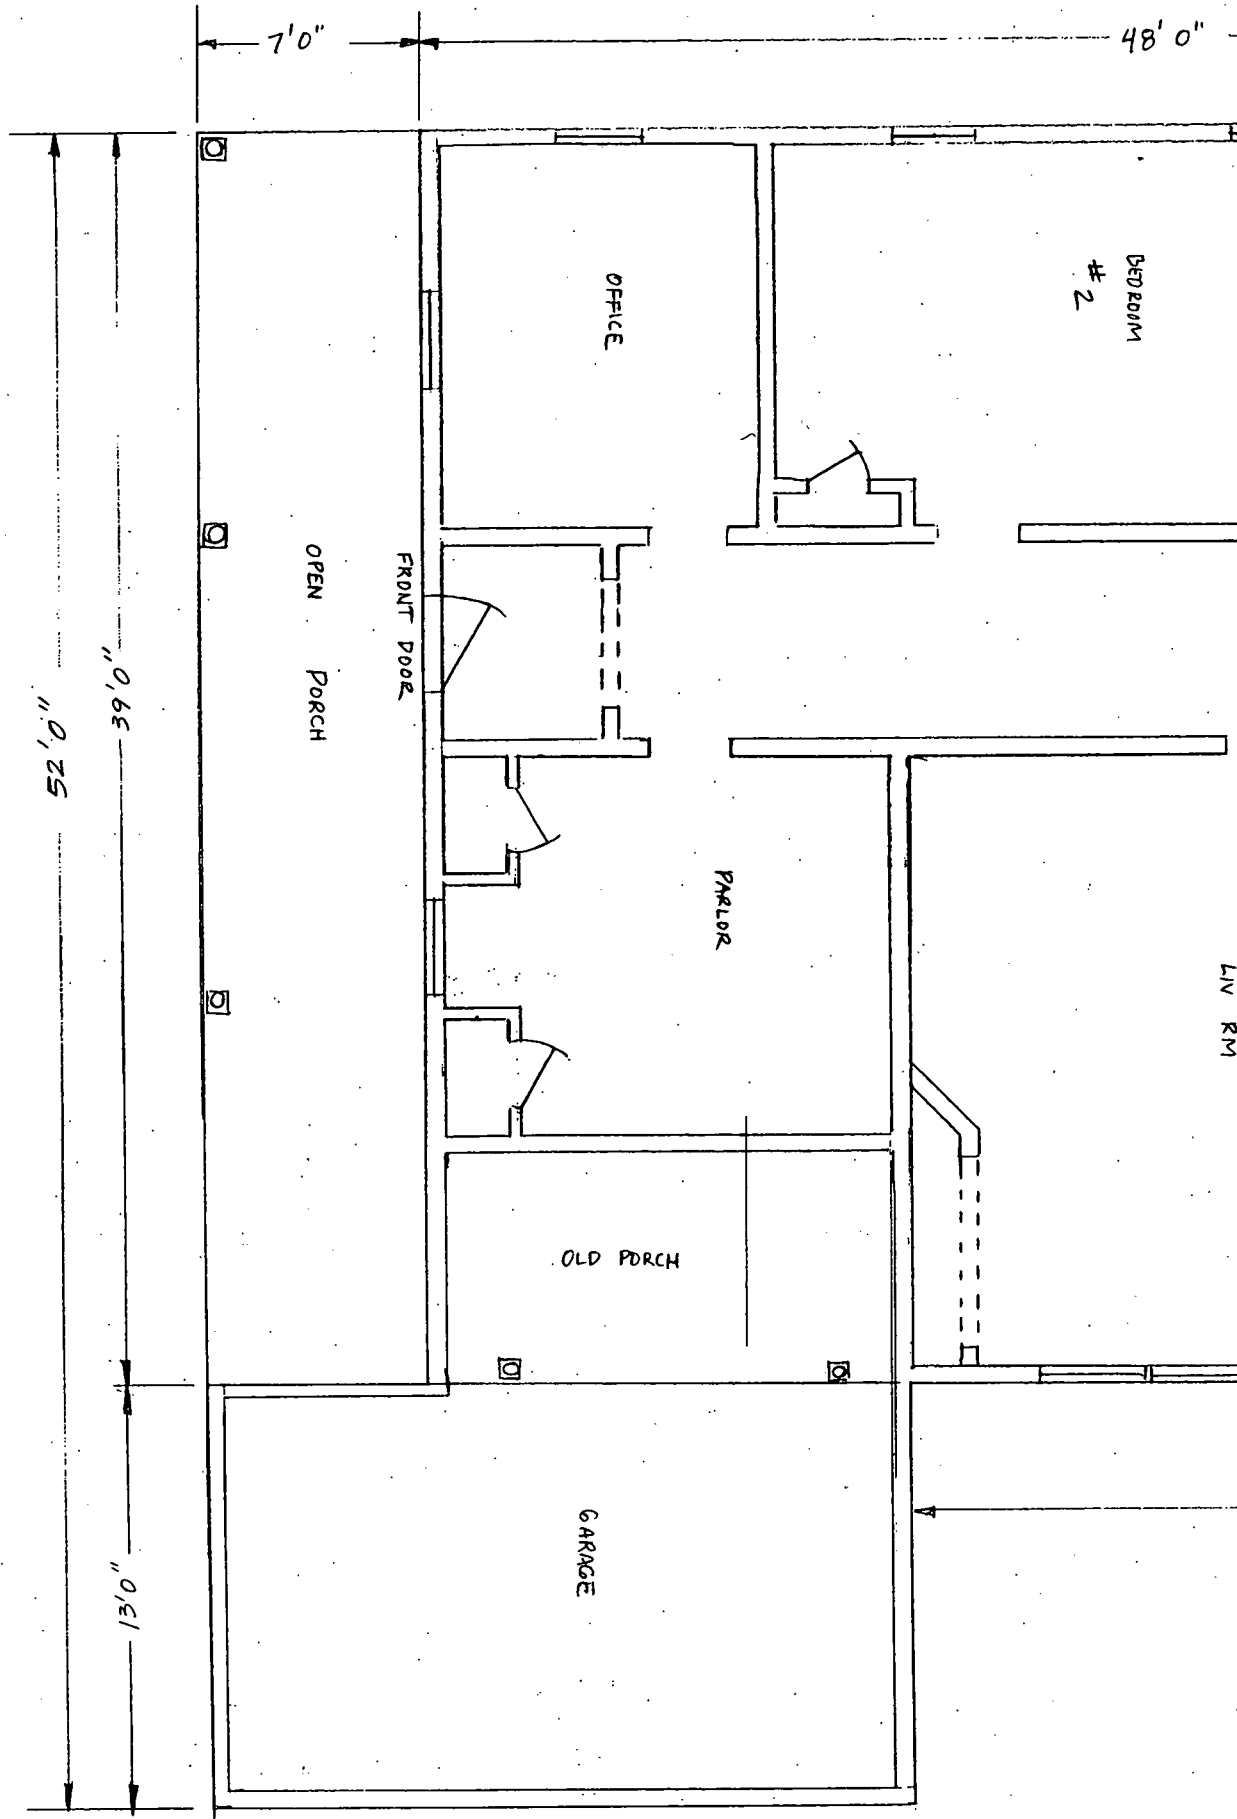 7'0"
48' 0"
BEDROOM
# 2
OFFICE
FRONT DOOR
OPEN PORCH
39'0"
52'0"
PARLOR
LIV RM
OLD PORCH
GARAGE
13'0"